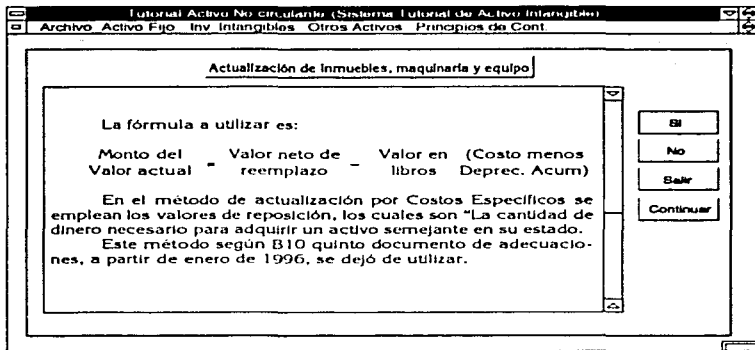 Tutorial Activo No circulante (Sistema Tutorial de Activo Intangible)
Archivo Activo Fijo Inv Intangibles Otros Activos Principios de Cont.
Actualización de inmuebles, maquinaria y equipo
La fórmula a utilizar es:
Monto del Valor neto de Valor en (Costo menos
Valor actual = reemplazo – libros Deprec. Acum)
En el método de actualización por Costos Específicos se
emplean los valores de reposición, los cuales son "La cantidad de
dinero necesario para adquirir un activo semejante en su estado.
Este método según B10 quinto documento de adecuacio-
nes, a partir de enero de 1996, se dejó de utilizar.
Si
No
Salir
Continuar